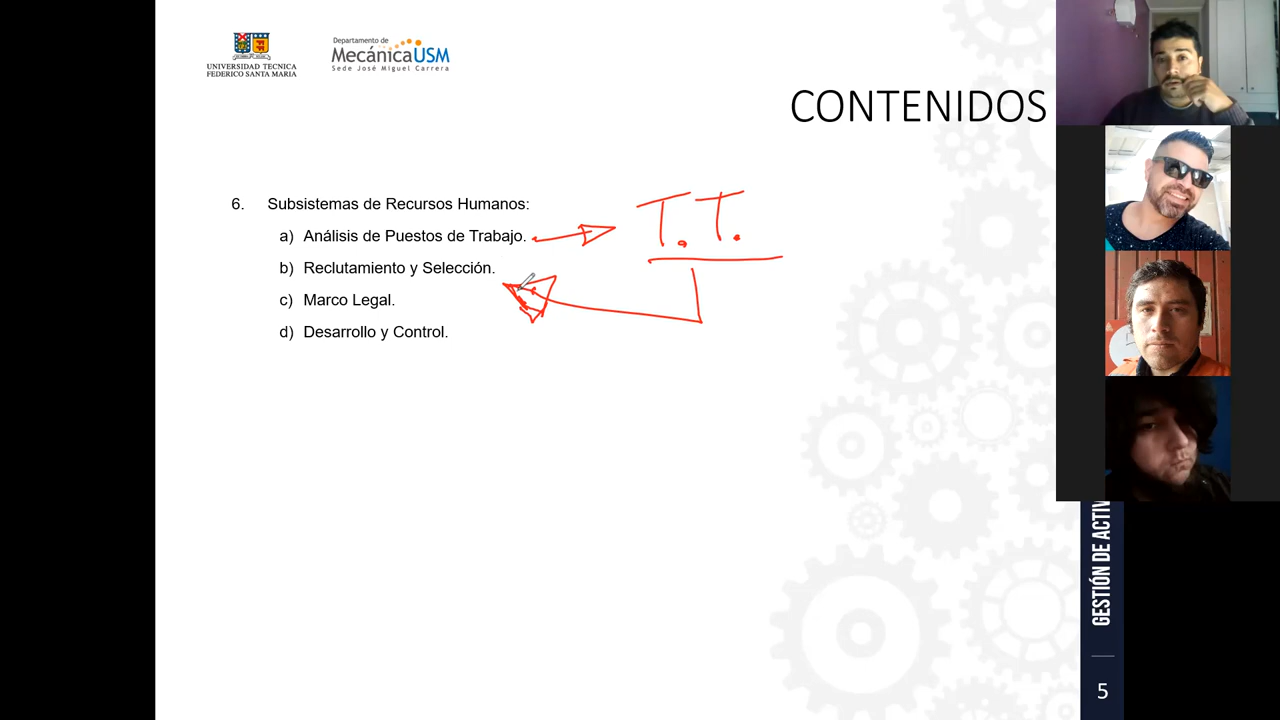 UNIVERSIDAD TECNICA
FEDERICO SANTA MARIA
Departamento de
MecánicaUSM
Sede José Miguel Carrera
CONTENIDOS
6. Subsistemas de Recursos Humanos:
a) Análisis de Puestos de Trabajo.
b) Reclutamiento y Selección.
c) Marco Legal.
d) Desarrollo y Control.
T.T.
GESTIÓN DE ACTIV
5